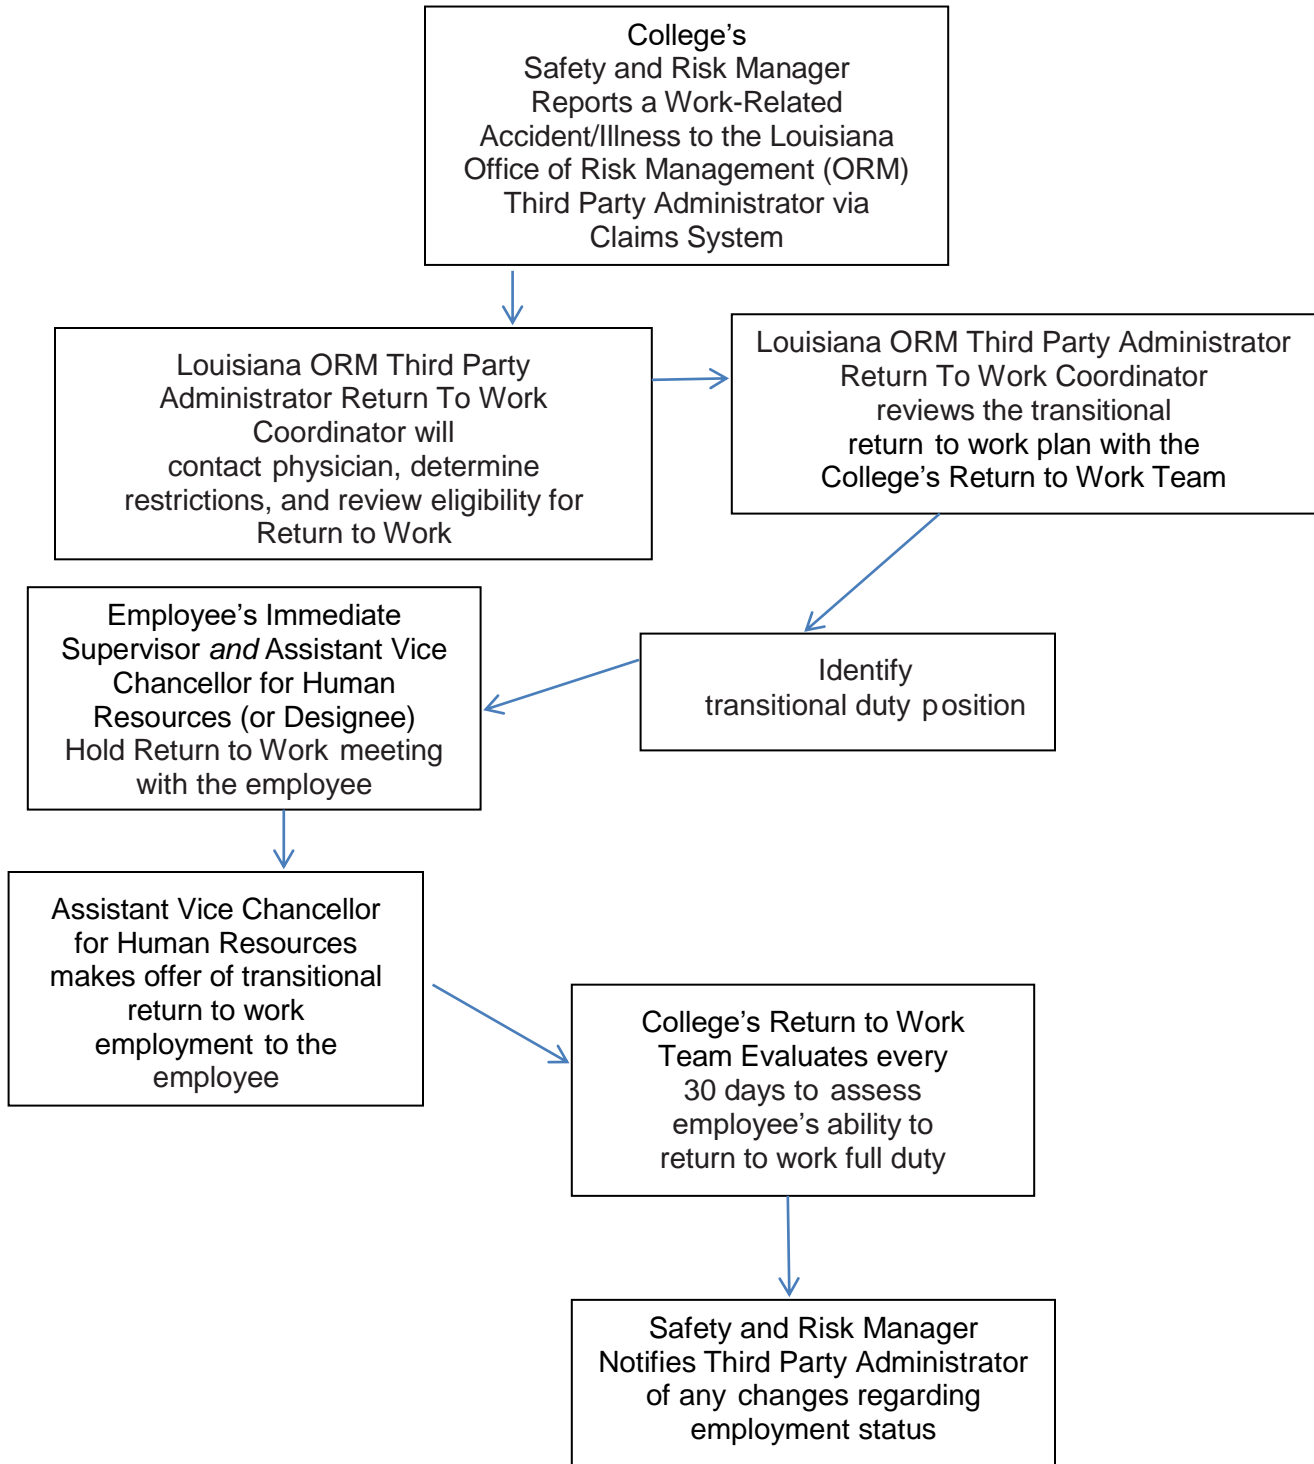 College’s
Safety and Risk Manager
Reports a Work-Related
Accident/Illness to the Louisiana
Office of Risk Management (ORM)
Third Party Administrator via
Claims System
Louisiana ORM Third Party
Administrator Return To Work
Coordinator will
contact physician, determine
restrictions, and review eligibility for
Return to Work
Louisiana ORM Third Party Administrator
Return To Work Coordinator
reviews the transitional
return to work plan with the
College’s Return to Work Team
Identify
transitional duty position
Employee’s Immediate
Supervisor and Assistant Vice
Chancellor for Human
Resources (or Designee)
Hold Return to Work meeting
with the employee
Assistant Vice Chancellor
for Human Resources
makes offer of transitional
return to work
employment to the
employee
College’s Return to Work
Team Evaluates every
30 days to assess
employee’s ability to
return to work full duty
Safety and Risk Manager
Notifies Third Party Administrator
of any changes regarding
employment status